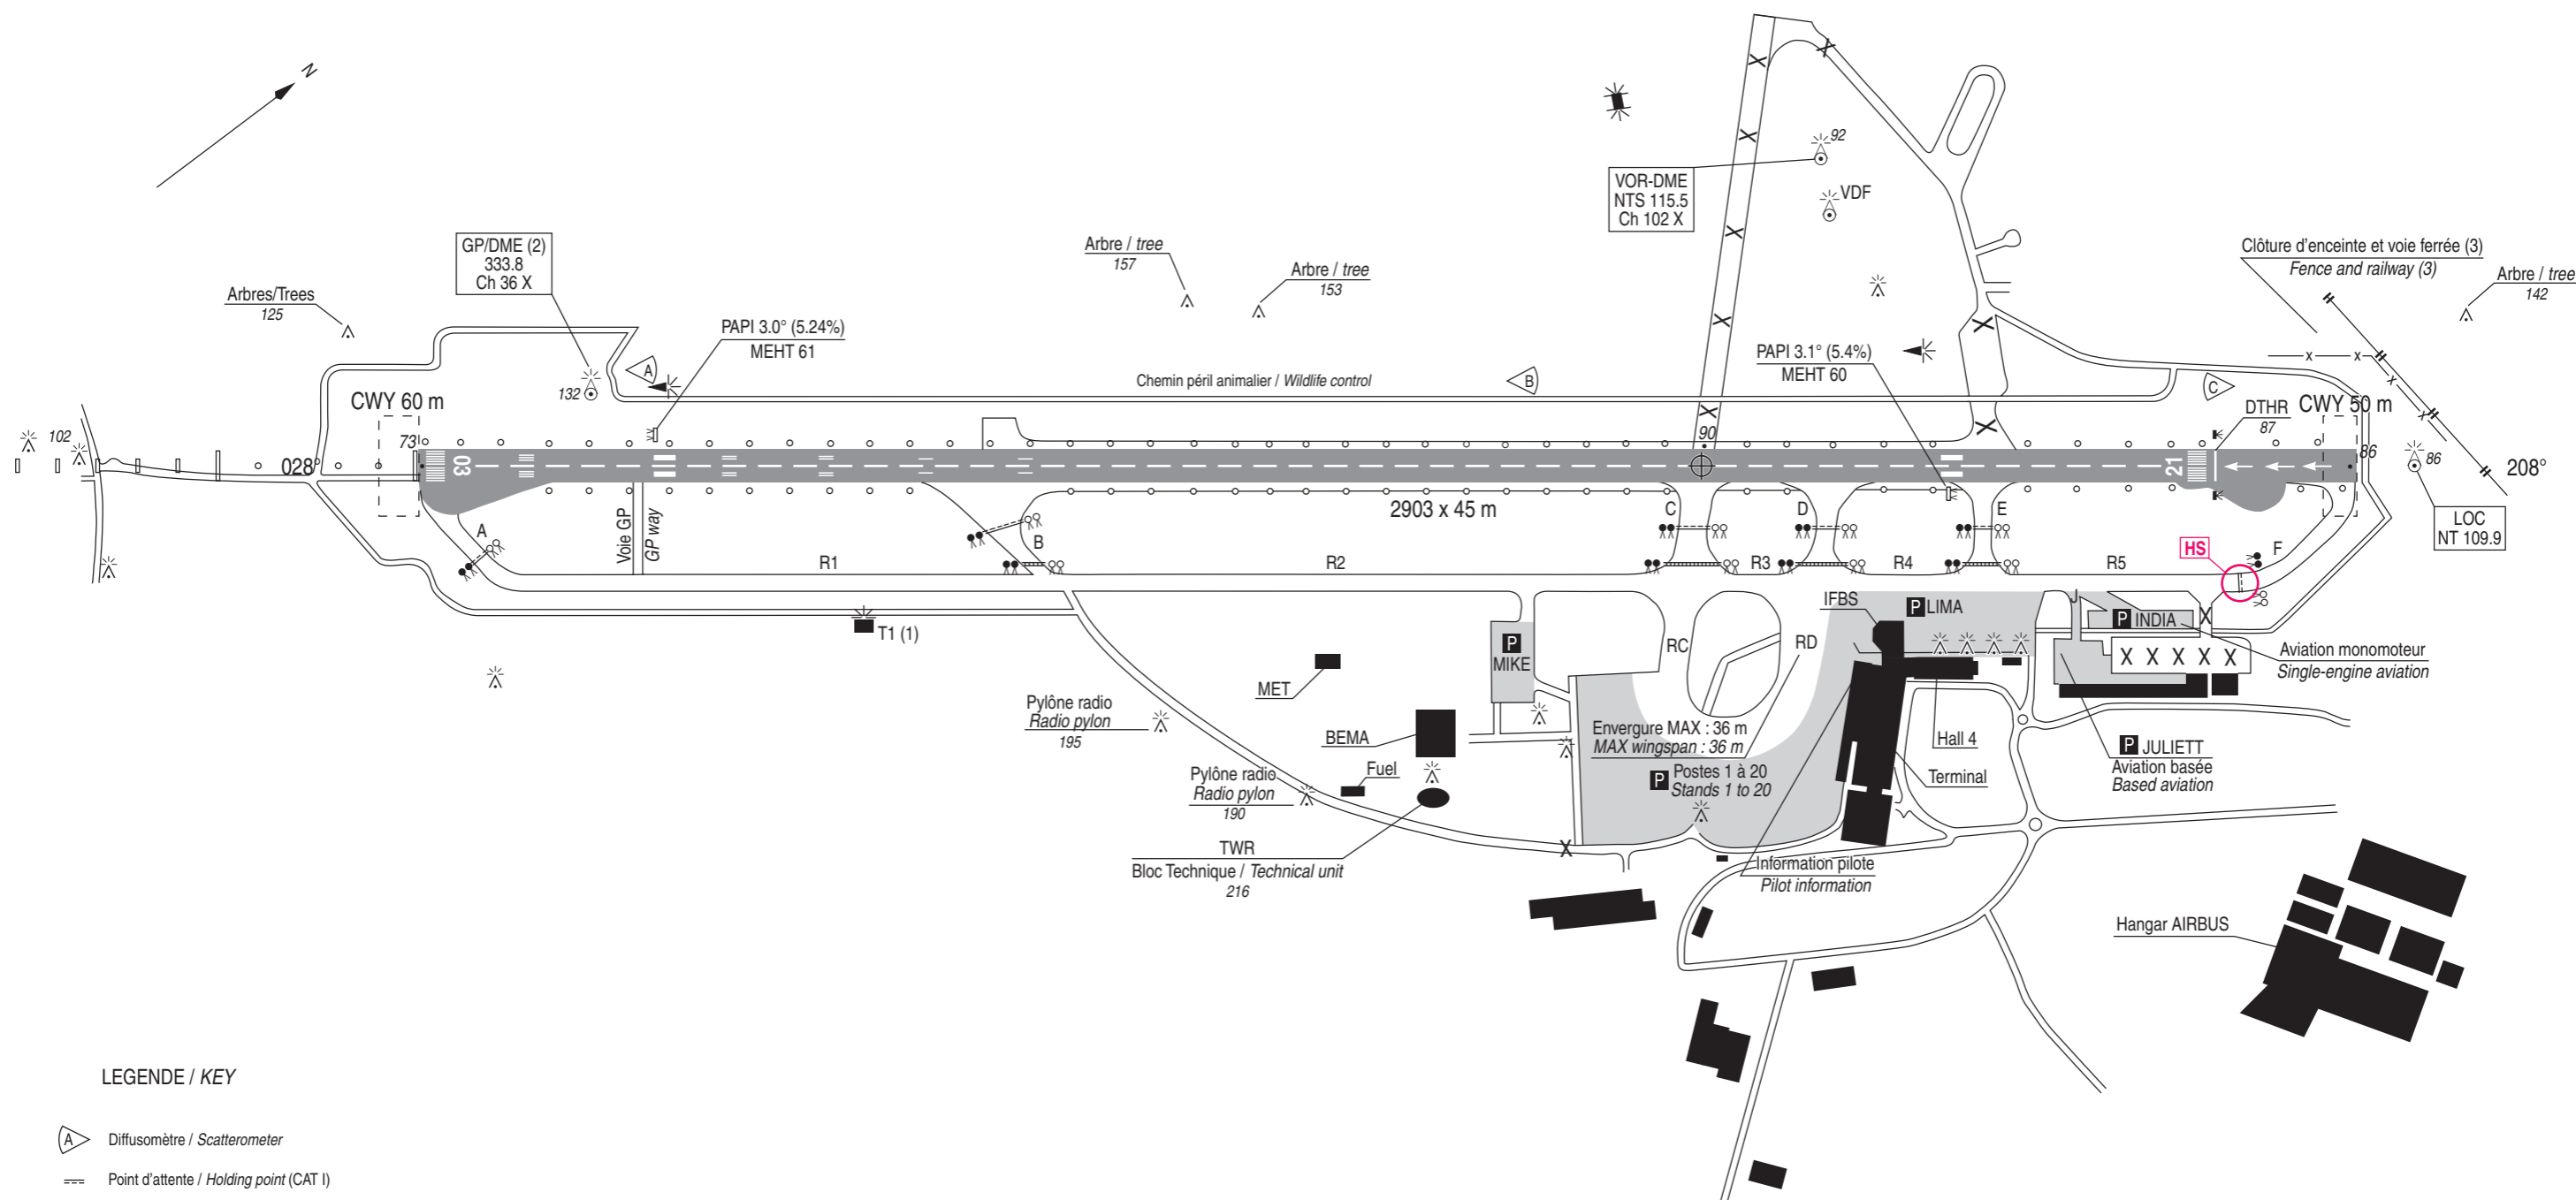 N
92
VOR-DME
NTS 115.5
Ch 102 X
VDF
GP/DME (2)
333.8
Ch 36 X
Arbre / tree
157
Arbre / tree
153
Clôture d'enceinte et voie ferrée (3)
Fence and railway (3)
Arbre / tree
142
Arbres/Trees
125
PAPI 3.0° (5.24%)
MEHT 61
PAPI 3.1° (5.4%)
MEHT 60
A
132
Chemin péril animalier / Wildlife control
B
C
CWY 60 m
DTHR
87
CWY 50 m
102
73
90
86
86
028°
03
21
208°
2903 x 45 m
LOC
NT 109.9
A
Voie GP
GP way
B
C
D
E
F
HS
R1
R2
R3
R4
R5
T1 (1)
IFBS
P LIMA
J
P INDIA
P
MIKE
RC
RD
Aviation monomoteur
Single-engine aviation
MET
Pylône radio
Radio pylon
195
BEMA
Envergure MAX : 36 m
MAX wingspan : 36 m
Hall 4
P JULIETT
Aviation basée
Based aviation
Fuel
Pylône radio
Radio pylon
190
P Postes 1 à 20
Stands 1 to 20
Terminal
TWR
Bloc Technique / Technical unit
216
Information pilote
Pilot information
Hangar AIRBUS
LEGENDE / KEY
A Diffusomètre / Scatterometer
Point d'attente / Holding point (CAT I)